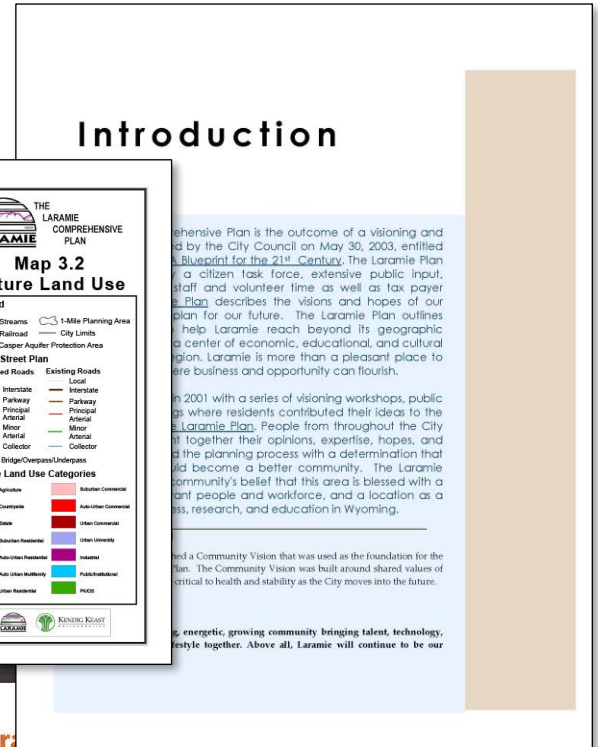 Introduction
THE
LARAMIE
COMPREHENSIVE
PLAN
Map 3.2
Land Use
Streams 1-Mile Planning Area
Railroad City Limits
Casper Aquifer Protection Area
Street Plan
Roads Existing Roads
Local
Interstate Interstate
Parkway Parkway
Principal Arterial Principal Arterial
Minor Arterial Minor Arterial
Collector Collector
Bridge/Overpass/Underpass
Land Use Categories
Agriculture Suburban Commercial
Countryside Auto-Urban Commercial
Estate Urban Commercial
Suburban Residential Urban University
Auto-Urban Residential Industrial
Auto Urban Multifamily Public/Institutional
Urban Residential PK/OS
LARAMIE KENDIG KEAST
Plan is the outcome of a visioning and
by the City Council on May 30, 2003, entitled
A Blueprint for the 21st Century. The Laramie Plan
a citizen task force, extensive public input,
staff and volunteer time as well as tax payer
Plan describes the visions and hopes of our
plan for our future. The Laramie Plan outlines
help Laramie reach beyond its geographic
a center of economic, educational, and cultural
Laramie is more than a pleasant place to
business and opportunity can flourish.
in 2001 with a series of visioning workshops, public
where residents contributed their ideas to the
Laramie Plan. People from throughout the City
together their opinions, expertise, hopes, and
the planning process with a determination that
become a better community. The Laramie
community's belief that this area is blessed with a
people and workforce, and a location as a
research, and education in Wyoming.
a Community Vision that was used as the foundation for the
Plan. The Community Vision was built around shared values of
critical to health and stability as the City moves into the future.
energetic, growing community bringing talent, technology,
together. Above all, Laramie will continue to be our